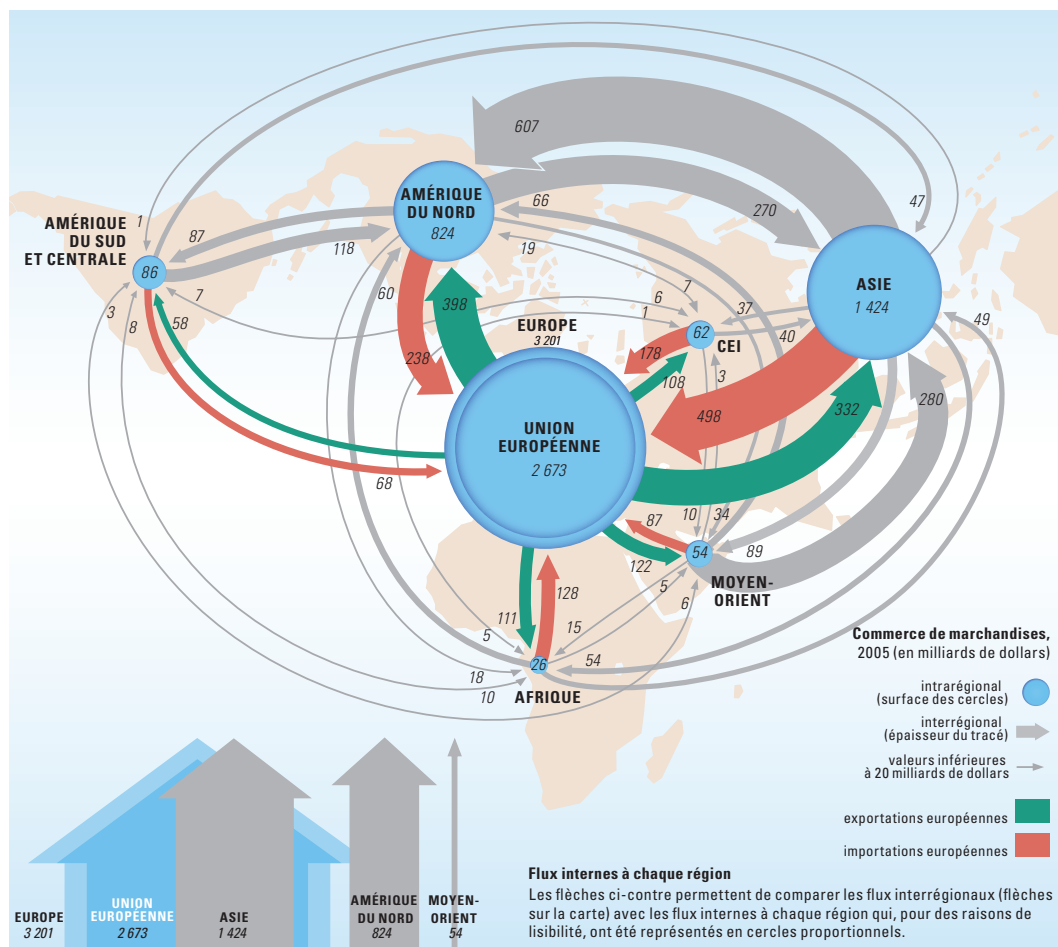 607
AMÉRIQUE
DU NORD
824
66
270
47
1
AMÉRIQUE
DU SUD
ET CENTRALE
87
118
19
ASIE
1 424
86
60
7
3
8
7
58
398
6
1
37
40
49
EUROPE
3 201
62
CEI
238
178
108
3
498
332
280
UNION
EUROPÉENNE
2 673
68
87
10
34
122
54
89
MOYEN-
ORIENT
5
6
111
128
5
15
54
18
10
26
AFRIQUE
Commerce de marchandises,
2005 (en milliards de dollars)
intrarégional
(surface des cercles)
interrégional
(épaisseur du tracé)
valeurs inférieures
à 20 milliards de dollars
exportations européennes
importations européennes
Flux internes à chaque région
Les flèches ci-contre permettent de comparer les flux interrégionaux (flèches
sur la carte) avec les flux internes à chaque région qui, pour des raisons de
lisibilité, ont été représentés en cercles proportionnels.
EUROPE
3 201
UNION
EUROPÉENNE
2 673
ASIE
1 424
AMÉRIQUE
DU NORD
824
MOYEN-
ORIENT
54